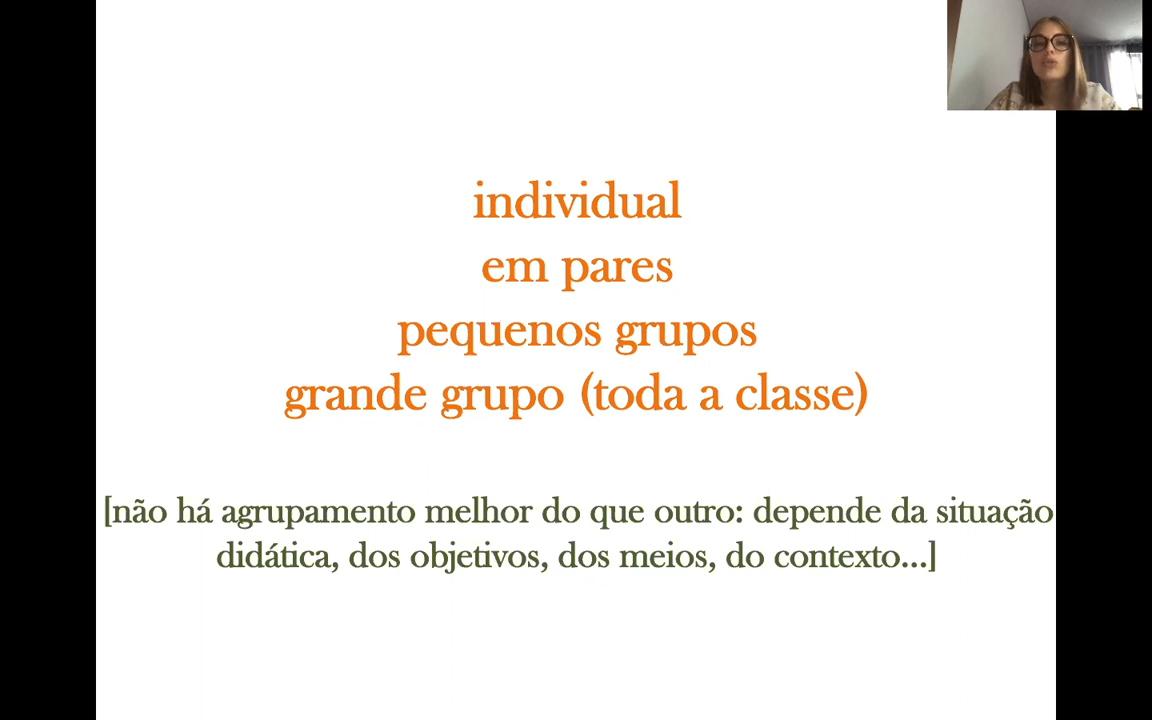 individual
em pares
pequenos grupos
grande grupo (toda a classe)
[não há agrupamento melhor do que outro: depende da situação
didática, dos objetivos, dos meios, do contexto...]